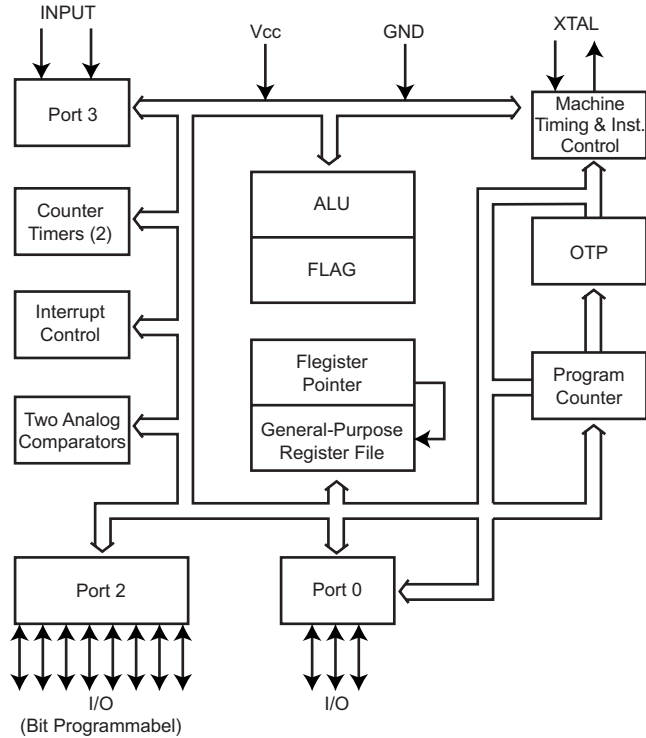 INPUT
Vcc
GND
XTAL
Port 3
Machine
Timing & Inst.
Control
Counter
Timers (2)
ALU
FLAG
OTP
Interrupt
Control
Flegister
Pointer
Program
Counter
Two Analog
Comparators
General-Purpose
Register File
Port 2
Port 0
I/O
(Bit Programmabel)
I/O